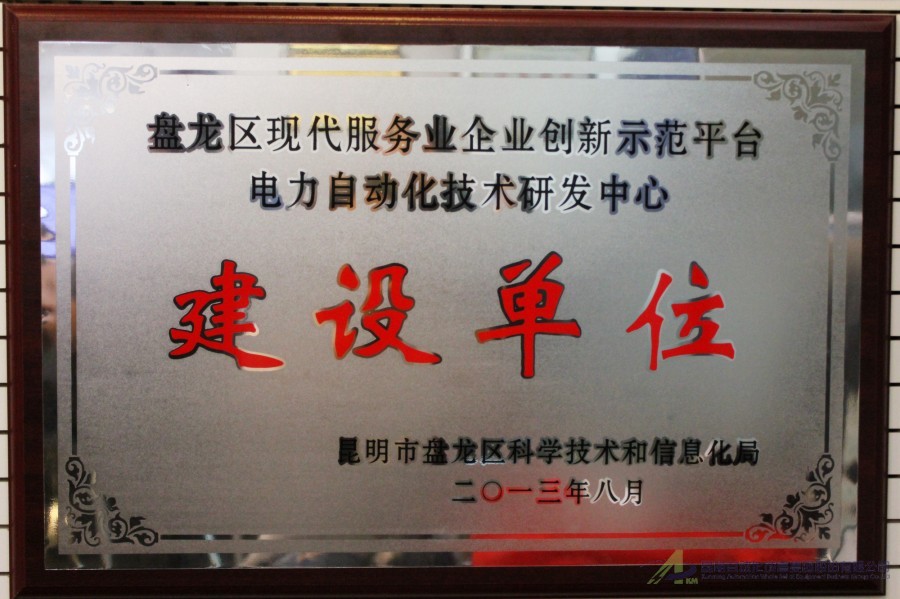 盘龙区现代服务业企业创新示范平台
电力自动化技术研发中心
建设单位
昆明市盘龙区科学技术和信息化局
二〇一三年八月
KM